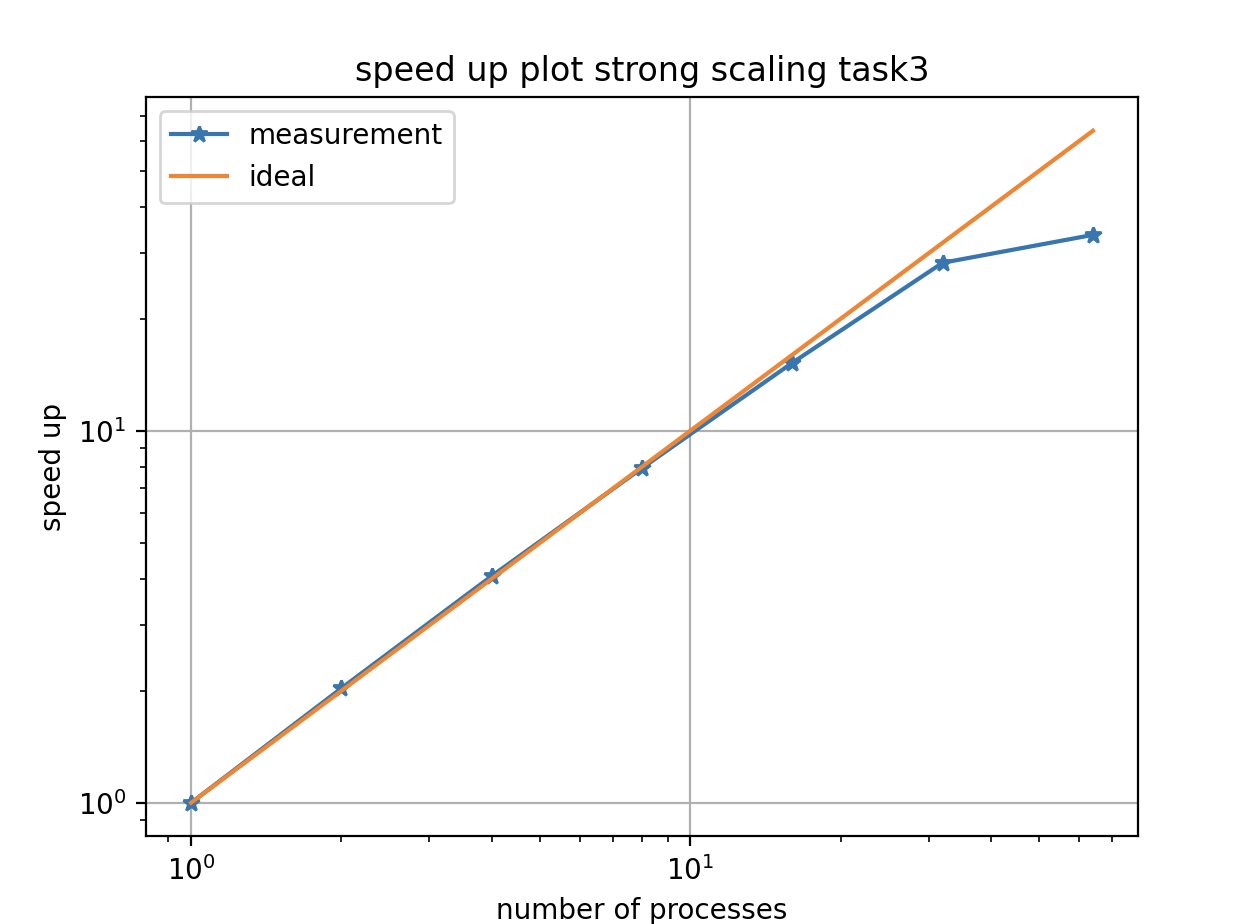 speed up plot strong scaling task3
measurement
ideal
speed up
10¹
10⁰
10⁰
10¹
number of processes